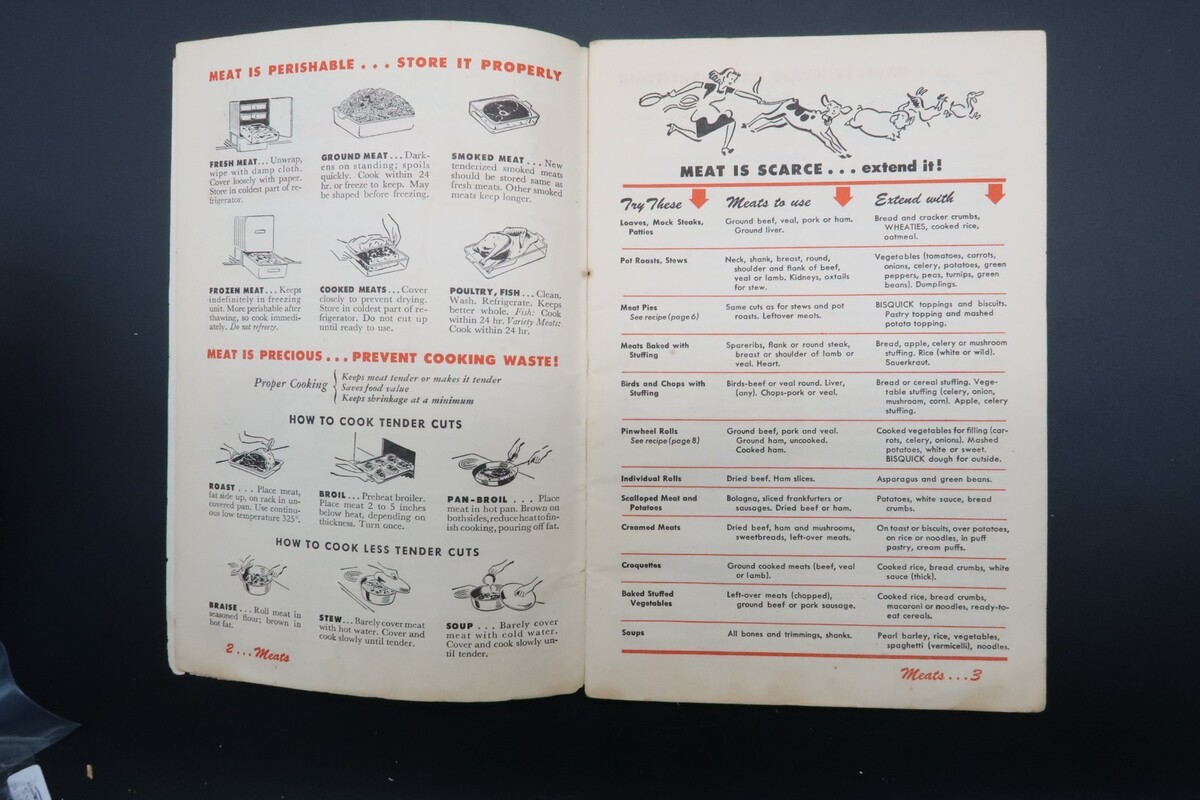 MEAT IS PERISHABLE . . . STORE IT PROPERLY
FRESH MEAT... Unwrap,
wipe with damp cloth.
Cover loosely with paper.
Store in coldest part of re-
frigerator.
GROUND MEAT... Dark-
ens on standing; spoils
quickly. Cook within 24
hr. or freeze to keep. May
be shaped before freezing.
SMOKED MEAT... New
tenderized smoked meats
should be stored same as
fresh meats. Other smoked
meats keep longer.
FROZEN MEAT... Keeps
indefinitely in freezing
unit. More perishable after
thawing, so cook immedi-
ately. Do not refreeze.
COOKED MEATS... Cover
closely to prevent drying.
Store in coldest part of re-
frigerator. Do not cut up
until ready to use.
POULTRY, FISH... Clean.
Wash. Refrigerate. Keeps
better whole. Fish: Cook
within 24 hr. Variety Meats:
Cook within 24 hr.
MEAT IS PRECIOUS... PREVENT COOKING WASTE!
Proper Cooking
Keeps meat tender or makes it tender
Saves food value
Keeps shrinkage at a minimum
HOW TO COOK TENDER CUTS
ROAST . . . Place meat,
fat side up, on rack in un-
covered pan. Use continu-
ous low temperature 325°.
BROIL... Preheat broiler.
Place meat 2 to 5 inches
below heat, depending on
thickness. Turn once.
PAN-BROIL . . . Place
meat in hot pan. Brown on
both sides, reduce heat to fin-
ish cooking, pouring off fat.
HOW TO COOK LESS TENDER CUTS
BRAISE... Roll meat in
seasoned flour; brown in
hot fat.
STEW... Barely cover meat
with hot water. Cover and
cook slowly until tender.
SOUP . . . Barely cover
meat with cold water.
Cover and cook slowly un-
til tender.
2...Meats
MEAT IS SCARCE... extend it!
Try These Meats to use Extend with
Loaves, Mock Steaks,
Patties
Ground beef, veal, pork or ham.
Ground liver.
Bread and cracker crumbs,
WHEATIES, cooked rice,
oatmeal.
Pot Roasts, Stews
Neck, shank, breast, round,
shoulder and flank of beef,
veal or lamb. Kidneys, oxtails
for stew.
Vegetables (tomatoes, carrots,
onions, celery, potatoes, green
peppers, peas, turnips, green
beans). Dumplings.
Meat Pies
See recipe (page 6)
Same cuts as for stews and pot
roasts. Leftover meats.
BISQUICK toppings and biscuits.
Pastry topping and mashed
potato topping.
Meats Baked with
Stuffing
Spareribs, flank or round steak,
breast or shoulder of lamb or
veal. Heart.
Bread, apple, celery or mushroom
stuffing. Rice (white or wild).
Sauerkraut.
Birds and Chops with
Stuffing
Birds-beef or veal round. Liver,
(any). Chops-pork or veal.
Bread or cereal stuffing. Vege-
table stuffing (celery, onion,
mushroom, corn). Apple, celery
stuffing.
Pinwheel Rolls
See recipe (page 8)
Ground beef, pork and veal.
Ground ham, uncooked.
Cooked ham.
Cooked vegetables for filling (car-
rots, celery, onions). Mashed
potatoes, white or sweet.
BISQUICK dough for outside.
Individual Rolls
Dried beef. Ham slices.
Asparagus and green beans.
Scalloped Meat and
Potatoes
Bologna, sliced frankfurters or
sausages. Dried beef or ham.
Potatoes, white sauce, bread
crumbs.
Creamed Meats
Dried beef, ham and mushrooms,
sweetbreads, left-over meats.
On toast or biscuits, over potatoes,
on rice or noodles, in puff
pastry, cream puffs.
Croquettes
Ground cooked meats (beef, veal
or lamb).
Cooked rice, bread crumbs, white
sauce (thick).
Baked Stuffed
Vegetables
Left-over meats (chopped),
ground beef or pork sausage.
Cooked rice, bread crumbs,
macaroni or noodles, ready-to-
eat cereals.
Soups
All bones and trimmings, shanks.
Pearl barley, rice, vegetables,
spaghetti (vermicelli), noodles.
Meats...3